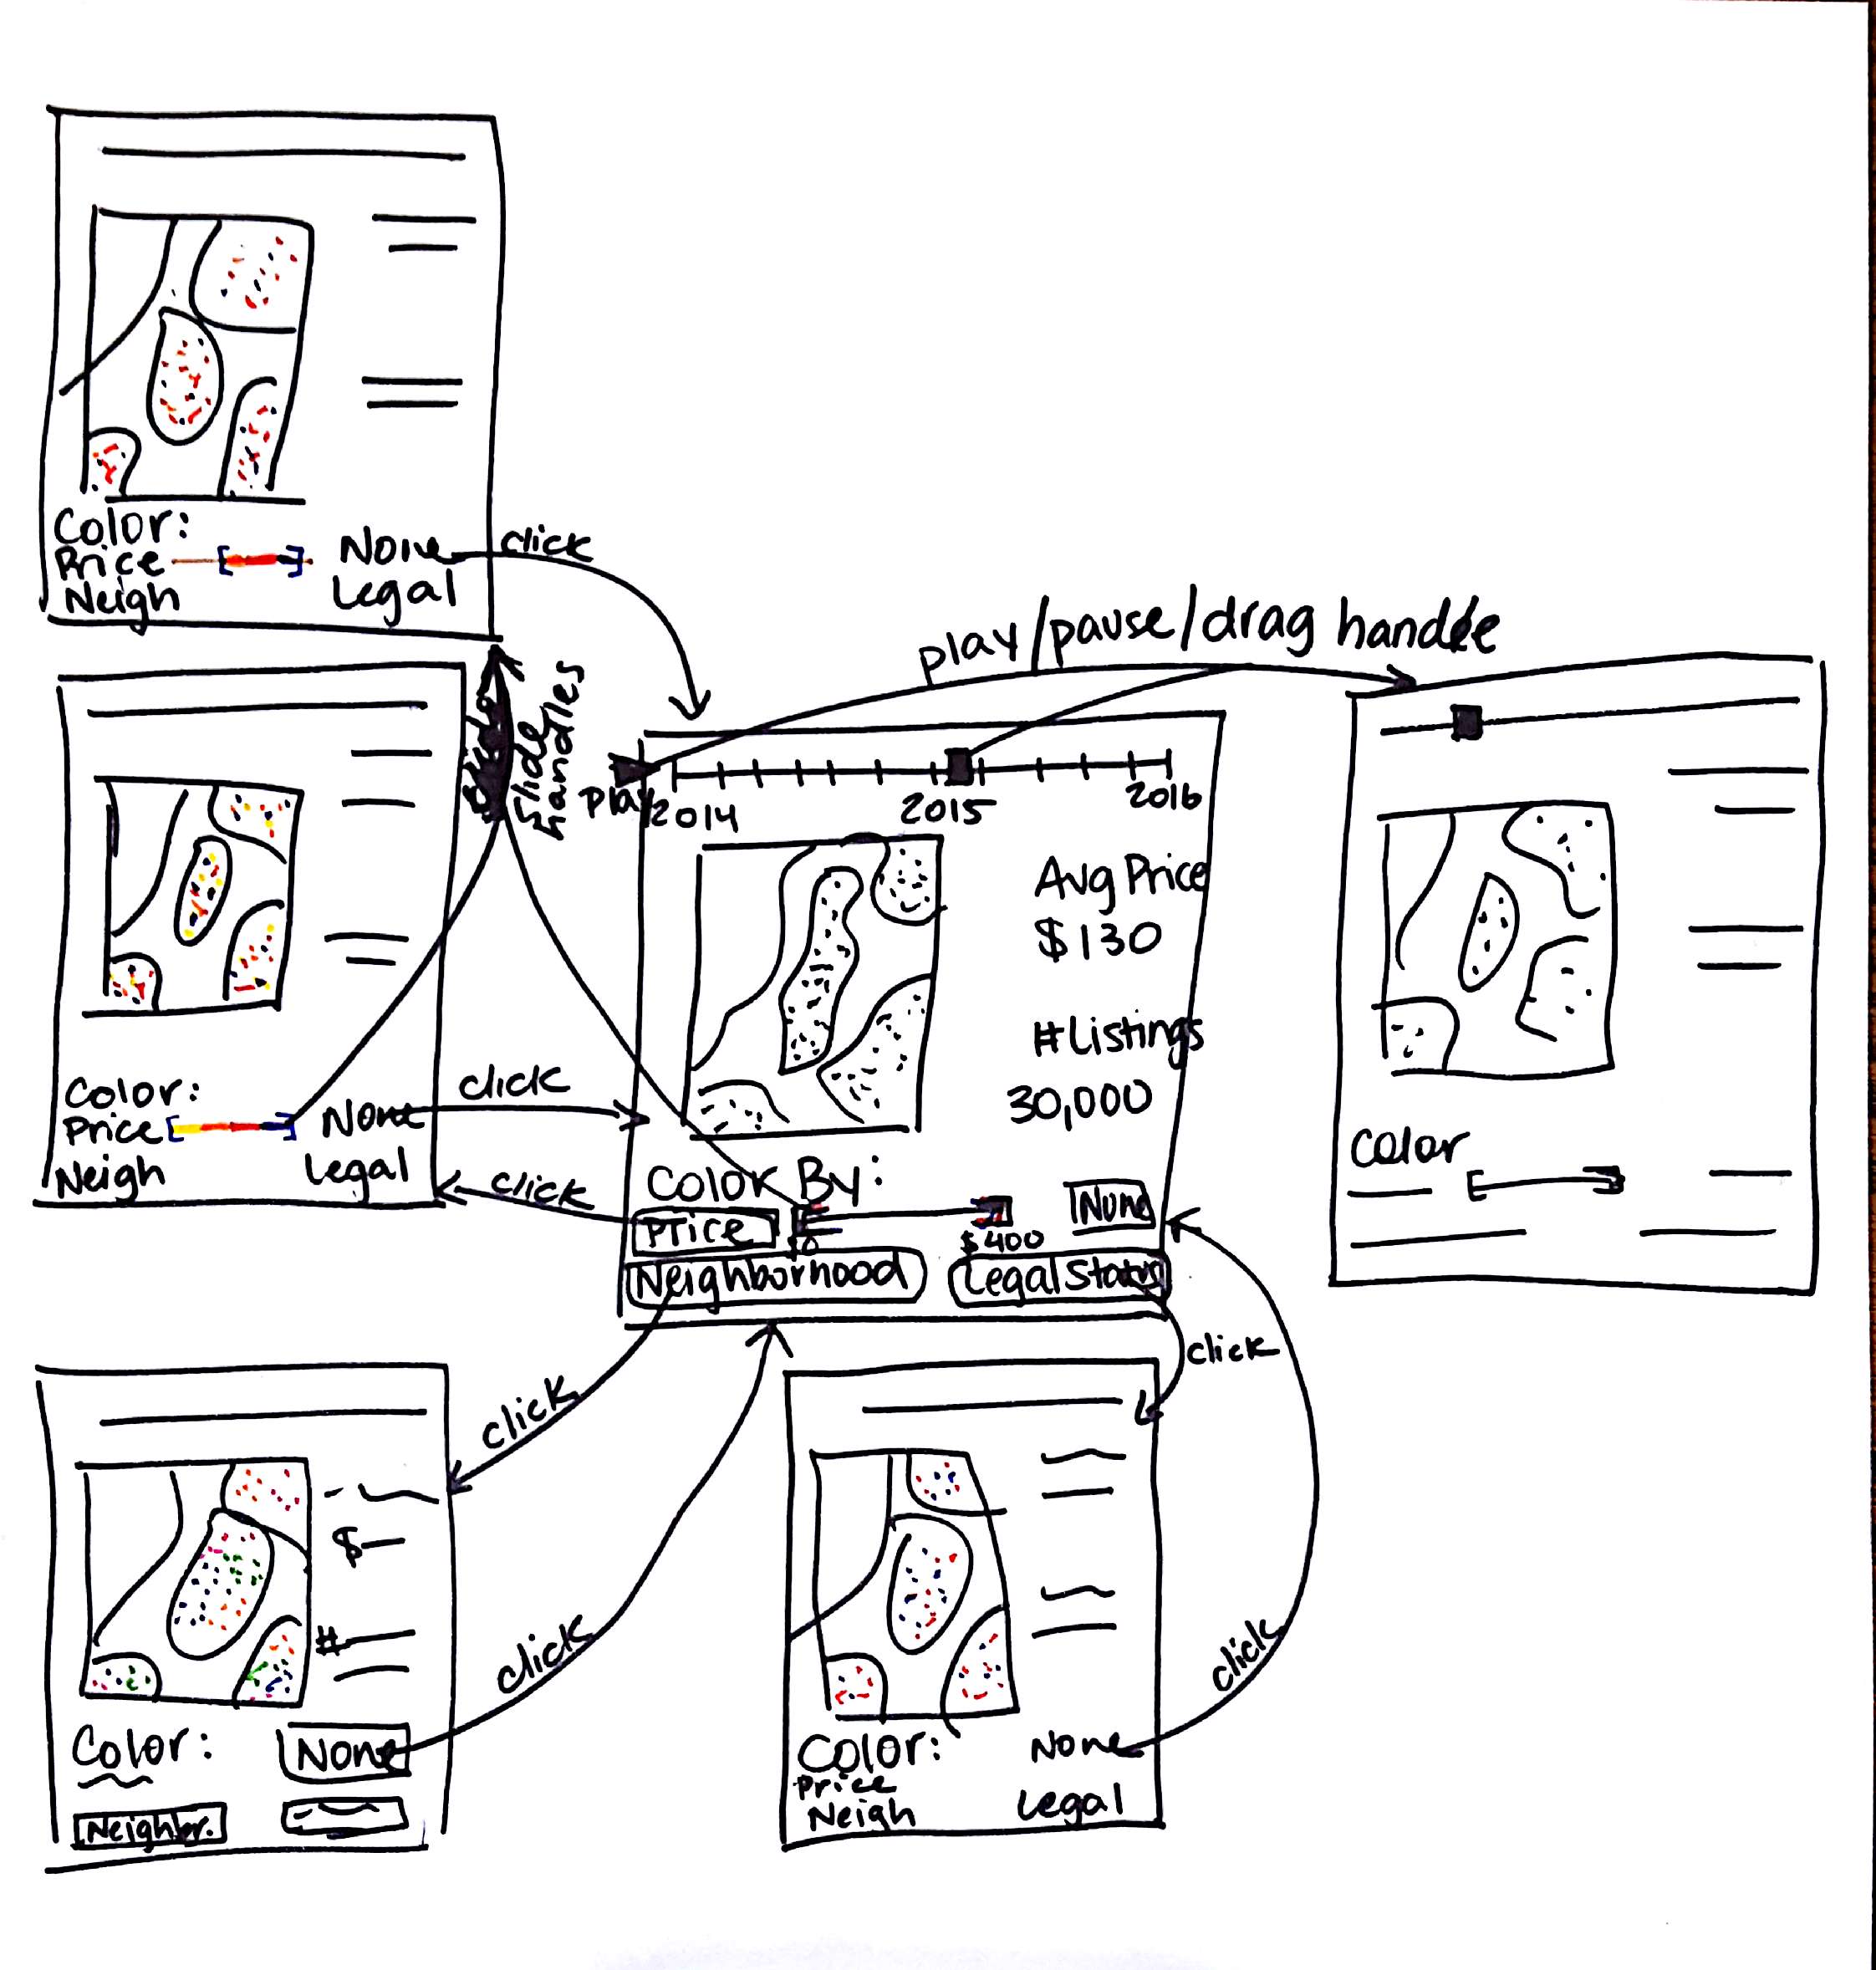 Color:
Price None
Neigh Legal
click
play/pause/drag handle
slide
handles
play 2014 2015 2016
Avg Price
$130
# Listings
30,000
Color By:
Price $0 $400 None
Neighborhood Legal Status
Color:
Price None
Neigh Legal
click
click
Color
click
click
$
#
Color: None
Neighbr.
click
click
Color: None
Price
Neigh Legal